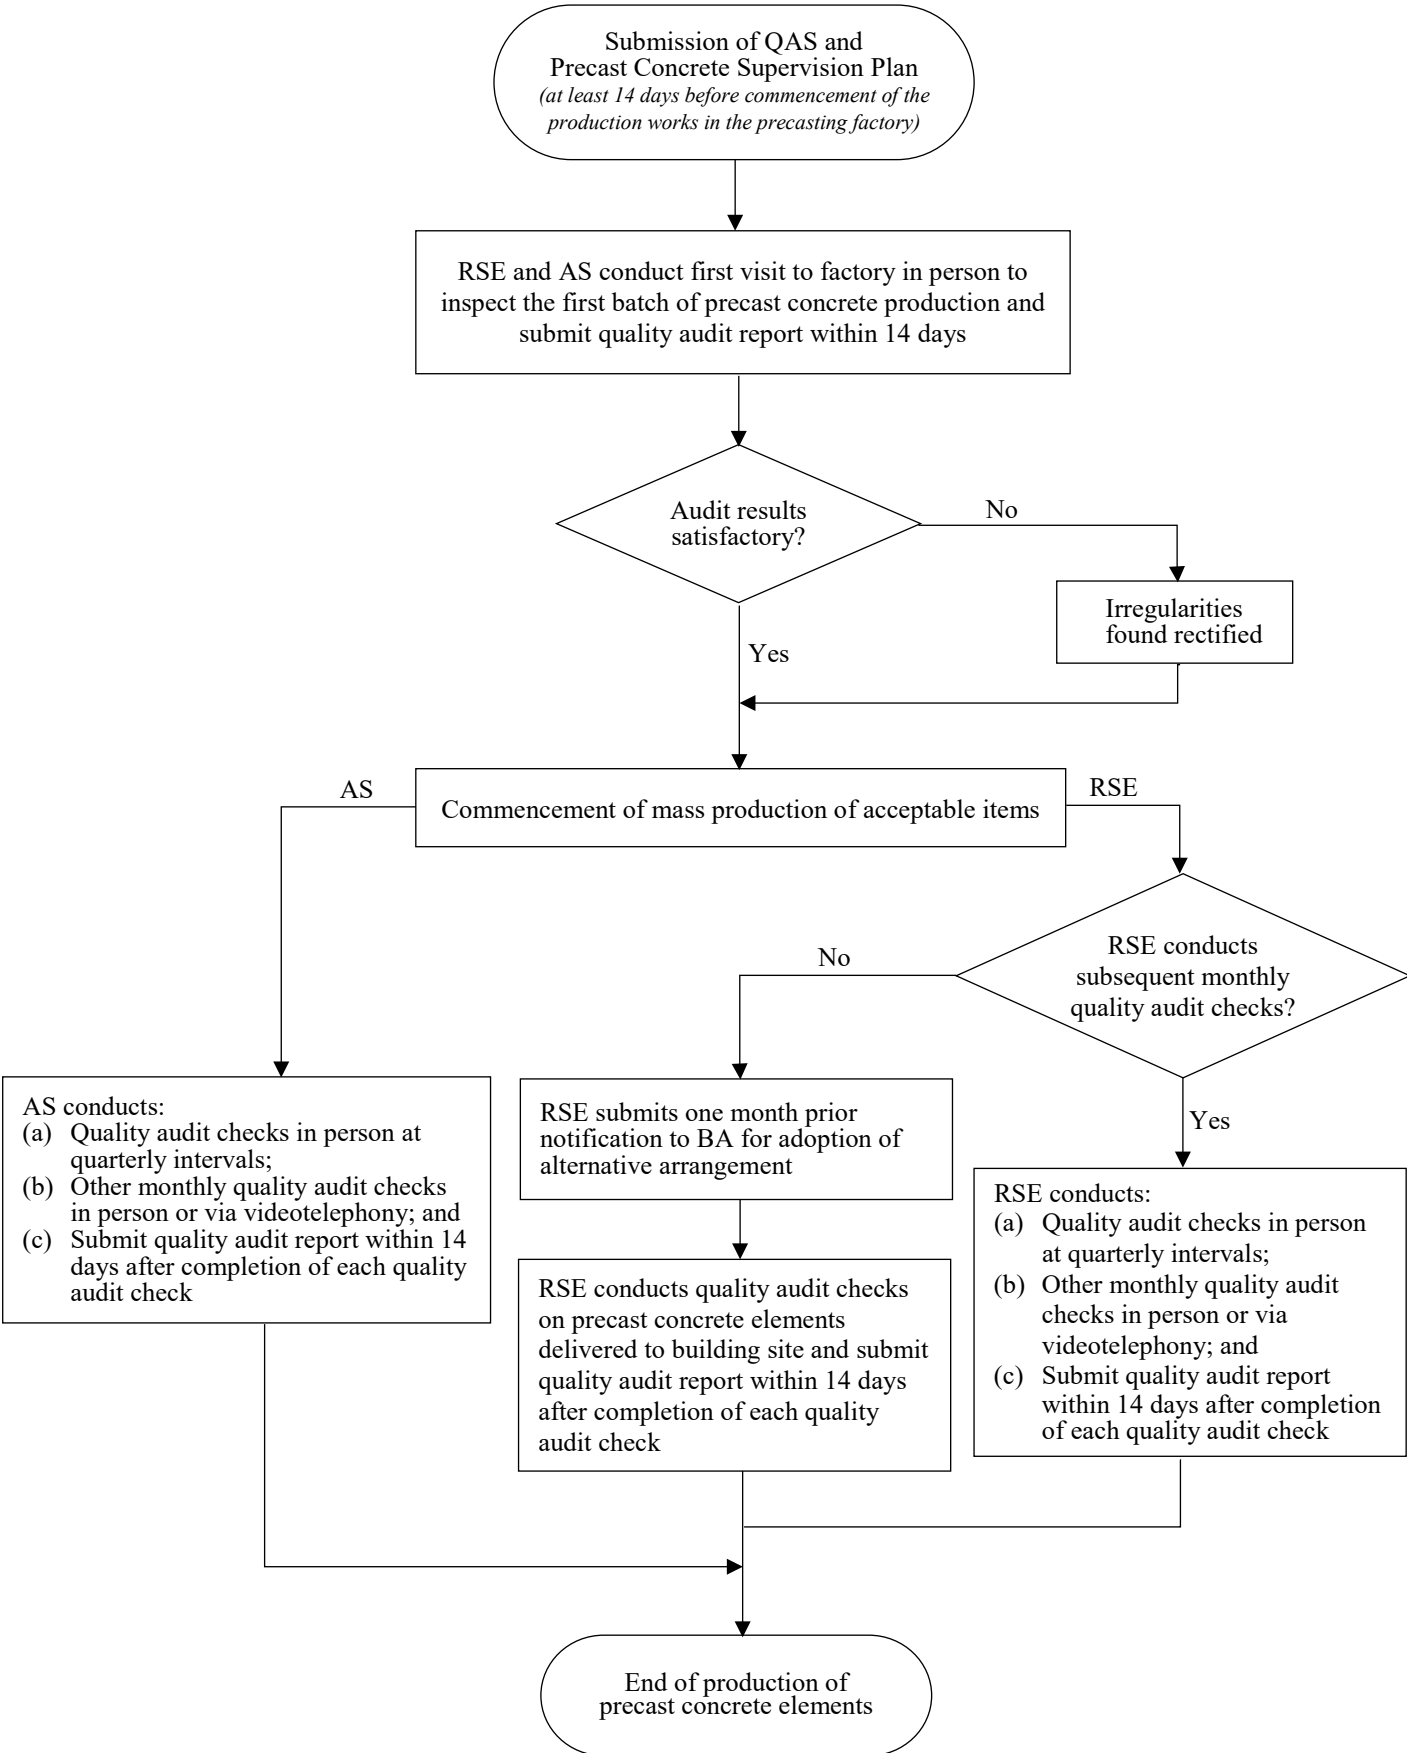 Submission of QAS and
Precast Concrete Supervision Plan
(at least 14 days before commencement of the
production works in the precasting factory)
RSE and AS conduct first visit to factory in person to
inspect the first batch of precast concrete production and
submit quality audit report within 14 days
Audit results
satisfactory?
No
Irregularities
found rectified
Yes
AS
Commencement of mass production of acceptable items
RSE
RSE conducts
subsequent monthly
quality audit checks?
No
Yes
AS conducts:
(a) Quality audit checks in person at
quarterly intervals;
(b) Other monthly quality audit checks
in person or via videotelephony; and
(c) Submit quality audit report within 14
days after completion of each quality
audit check
RSE submits one month prior
notification to BA for adoption of
alternative arrangement
RSE conducts quality audit checks
on precast concrete elements
delivered to building site and submit
quality audit report within 14 days
after completion of each quality
audit check
RSE conducts:
(a) Quality audit checks in person
at quarterly intervals;
(b) Other monthly quality audit
checks in person or via
videotelephony; and
(c) Submit quality audit report
within 14 days after completion
of each quality audit check
End of production of
precast concrete elements